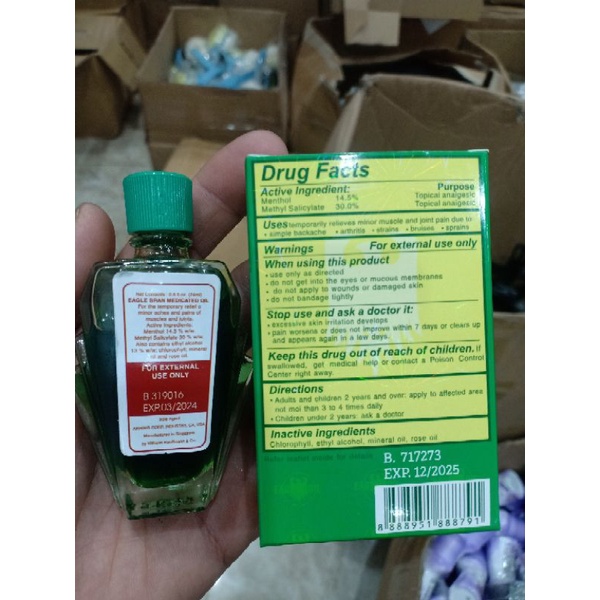 EAGLE BRAND MEDICATED OIL
For the temporary relief of
minor aches and pains of
muscles and joints.
Active Ingredients:
Menthol 14.5 % w/w
Methyl Salicylate 30 % w/w
Also contains ethyl alcohol
FOR EXTERNAL
USE ONLY
B 319016
EXP.03/2024
Manufactured in Singapore
Drug Facts
Active Ingredient: Purpose
Menthol 14.5% Topical analgesic
Methyl Salicylate 30.0% Topical analgesic
Uses temporarily relieves minor muscle and joint pain due to
• simple backache • arthritis • strains • bruises • sprains
Warnings For external use only
When using this product
• use only as directed
• do not get into the eyes or mucous membranes
• do not apply to wounds or damaged skin
• do not bandage tightly
Stop use and ask a doctor if:
• excessive skin irritation develops
• pain worsens or does not improve within 7 days or clears up
and appears again in a few days.
Keep this drug out of reach of children. If
swallowed, get medical help or contact a Poison Control
Center right away.
Directions
• Adults and children 2 years and over: apply to affected area
not moi than 3 to 4 times daily
• Children under 2 years: ask a doctor
Inactive ingredients
Chlorophyll, ethyl alcohol, mineral oil, rose oil
B. 717273
EXP. 12/2025
8 888951 888791